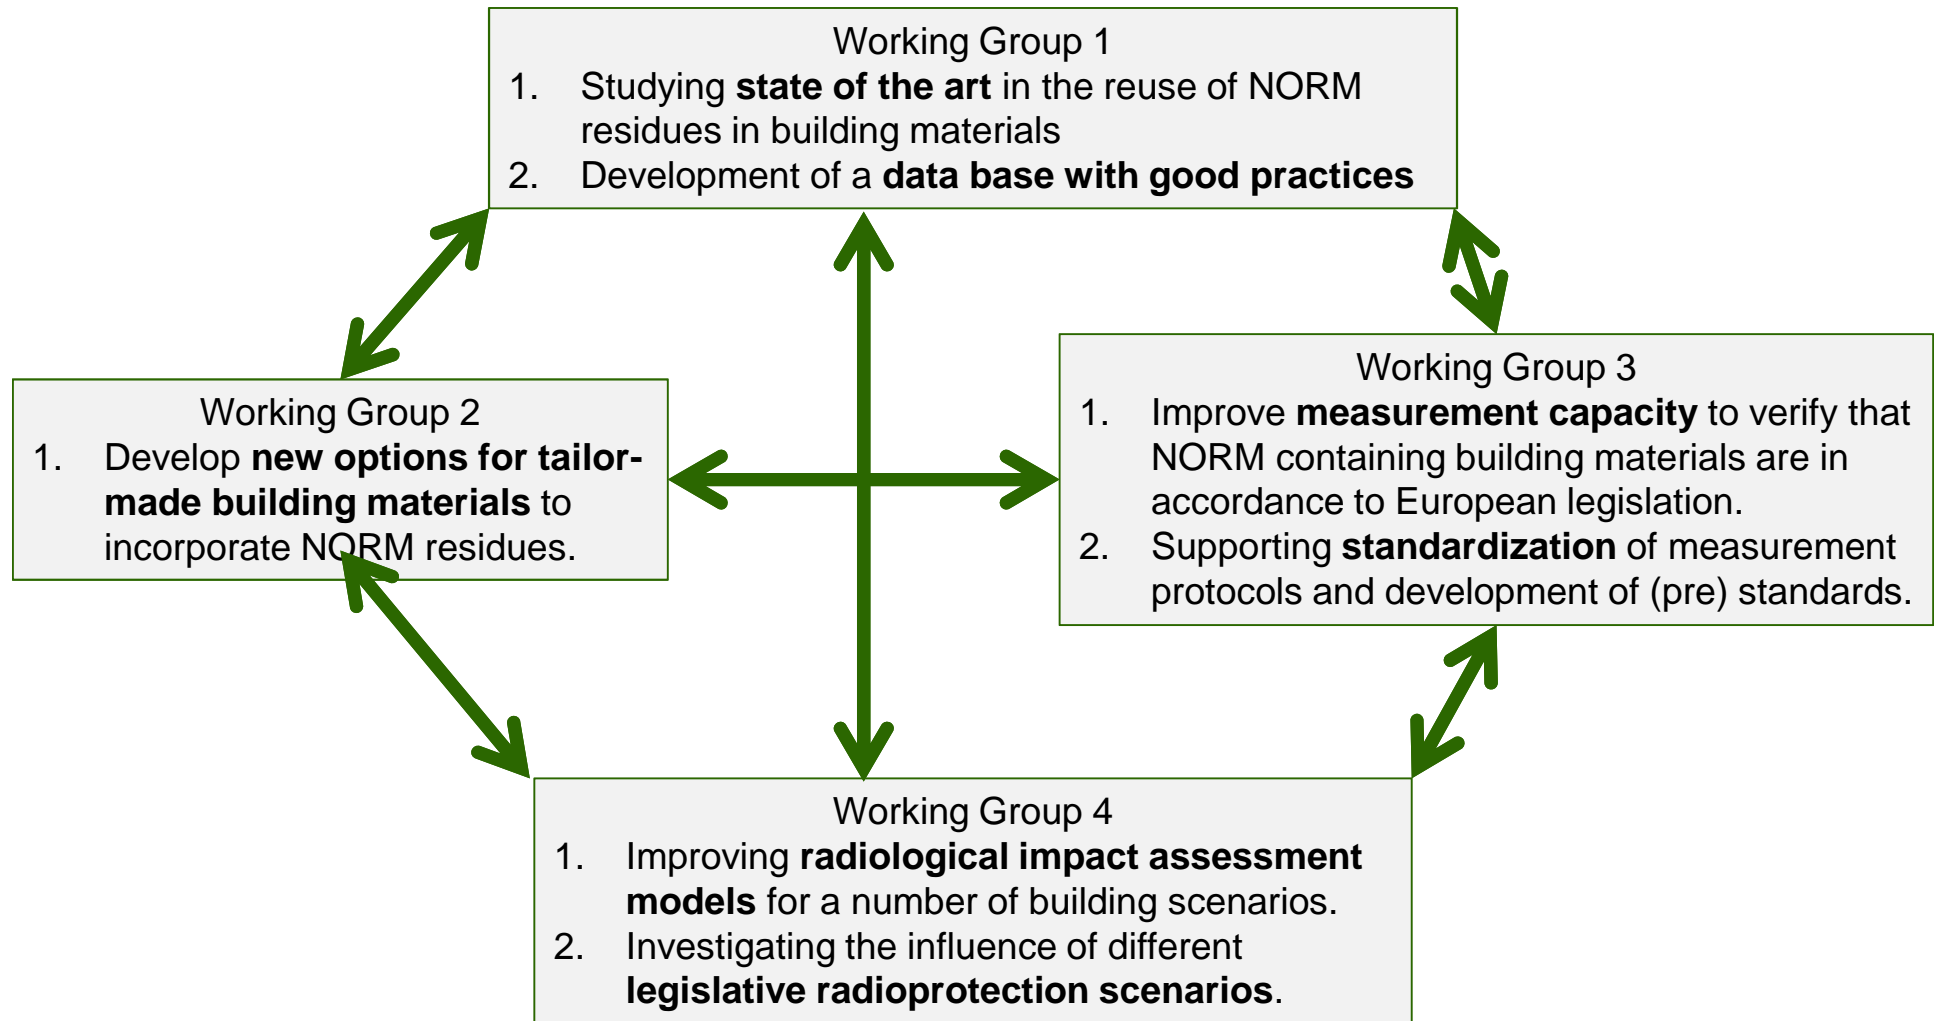 Working Group 1
1. Studying state of the art in the reuse of NORM
residues in building materials
2. Development of a data base with good practices
Working Group 2
1. Develop new options for tailor-
made building materials to
incorporate NORM residues.
Working Group 3
1. Improve measurement capacity to verify that
NORM containing building materials are in
accordance to European legislation.
2. Supporting standardization of measurement
protocols and development of (pre) standards.
Working Group 4
1. Improving radiological impact assessment
models for a number of building scenarios.
2. Investigating the influence of different
legislative radioprotection scenarios.